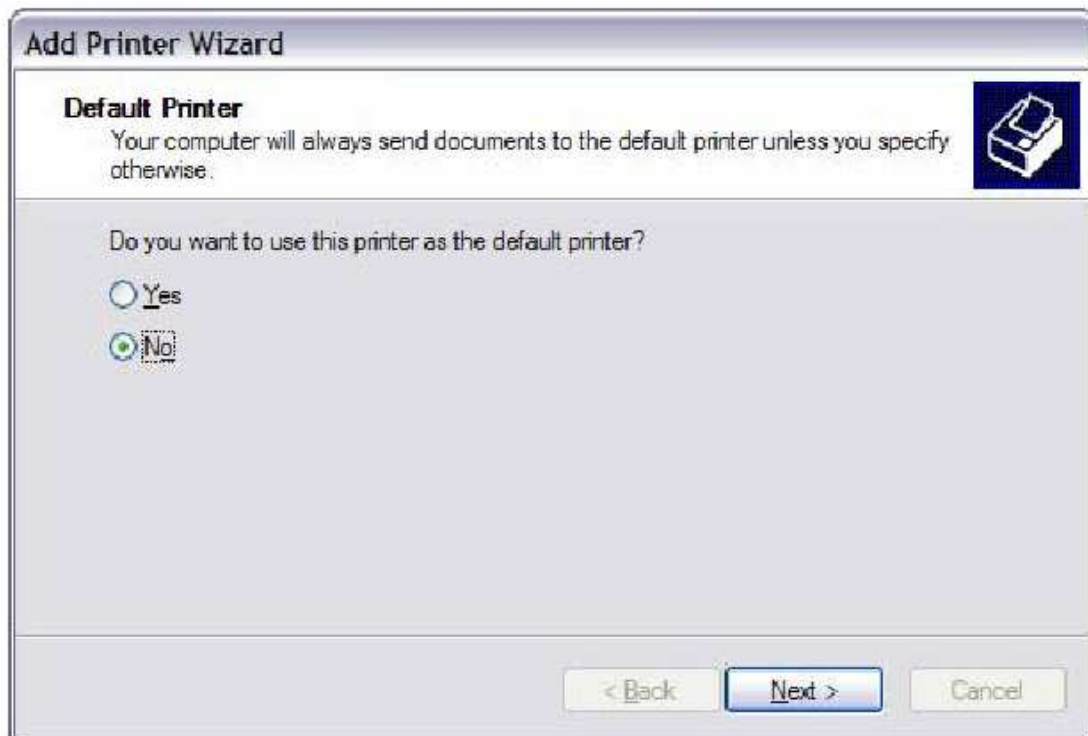 Add Printer Wizard
Default Printer
Your computer will always send documents to the default printer unless you specify
otherwise.
Do you want to use this printer as the default printer?
Yes
No
< Back
Next >
Cancel